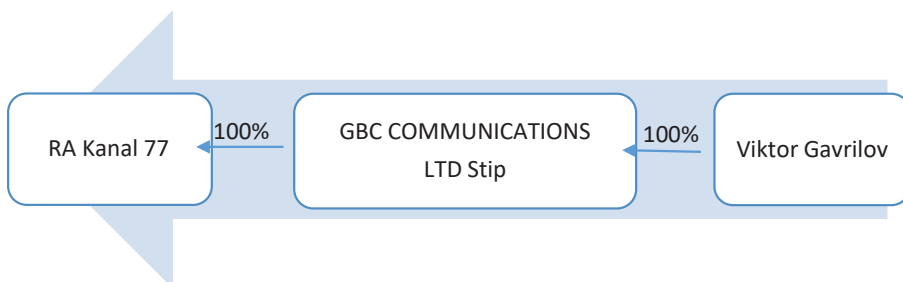 RA Kanal 77
100%
GBC COMMUNICATIONS
LTD Stip
100%
Viktor Gavrilov